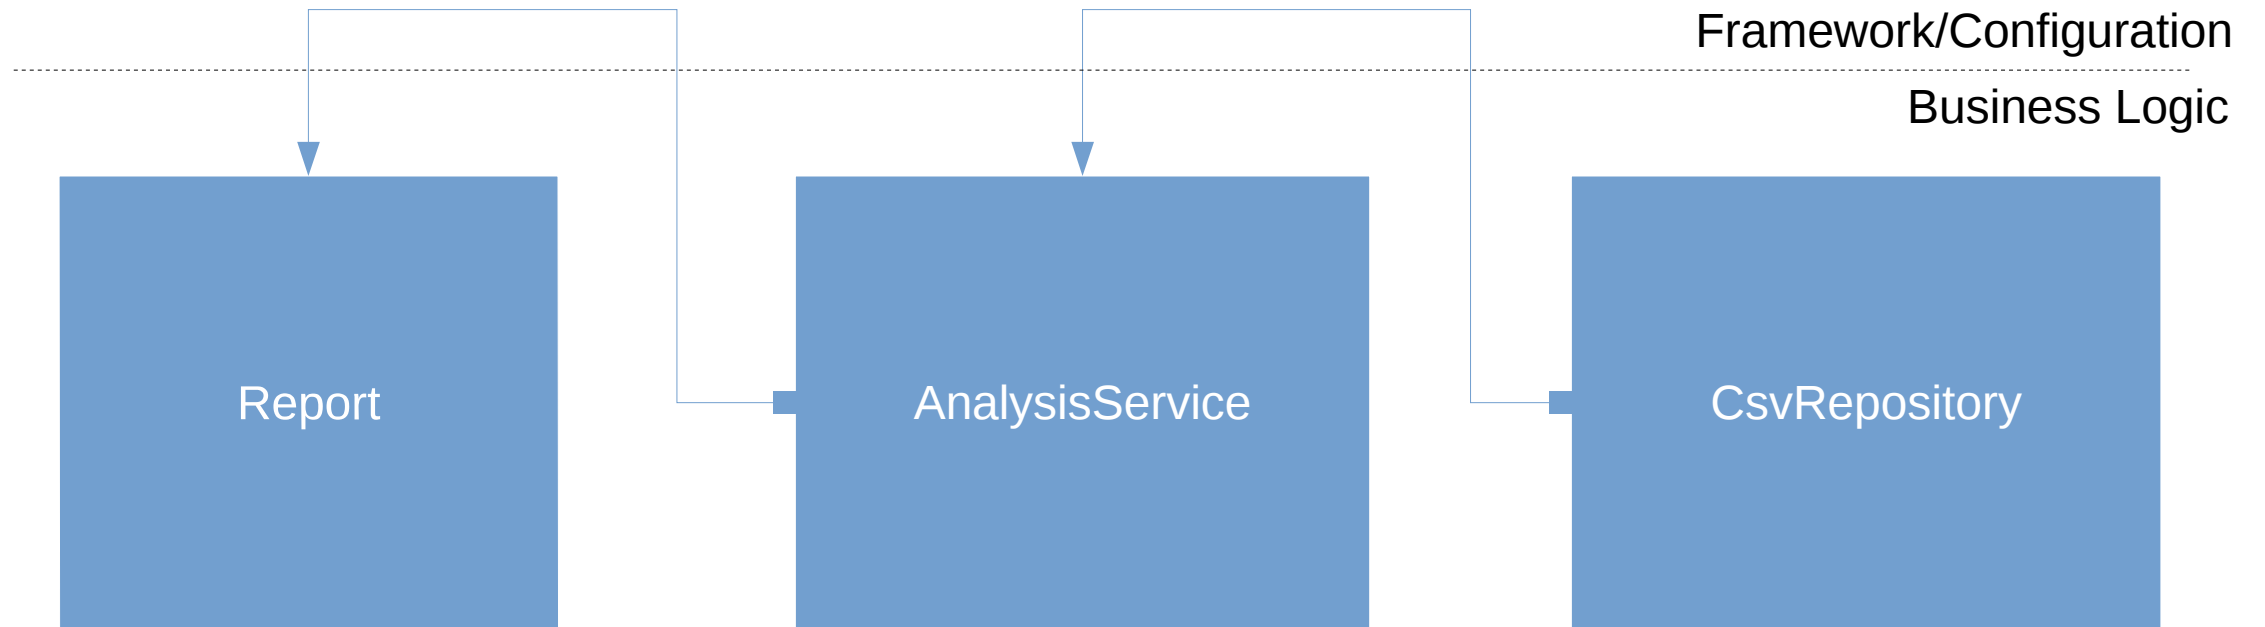 Framework/Configuration
Business Logic
Report
AnalysisService
CsvRepository